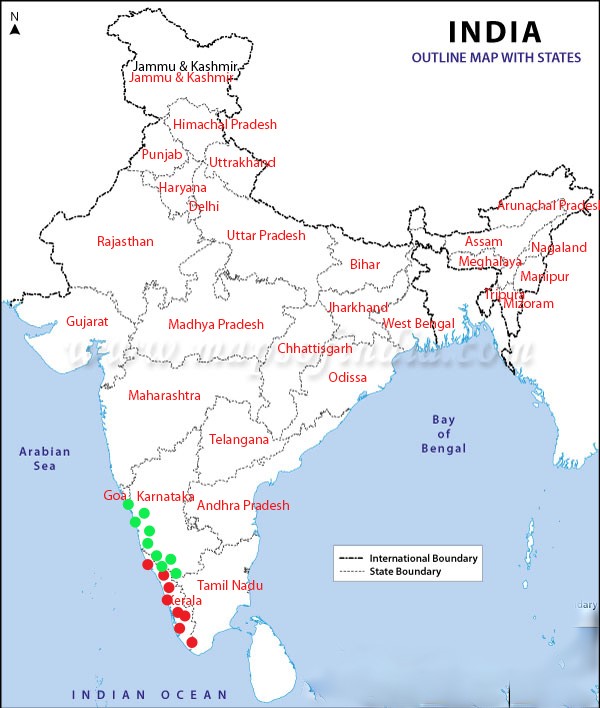 N
INDIA
OUTLINE MAP WITH STATES
Jammu & Kashmir
Jammu & Kashmir
Himachal Pradesh
Punjab
Uttrakhand
Haryana
Delhi
Arunachal Pradesh
Rajasthan
Uttar Pradesh
Assam
Nagaland
Bihar
Meghalaya
Manipur
Tripura
Mizoram
Jharkhand
Gujarat
Madhya Pradesh
West Bengal
www.mapsofindia.com
Chhattisgarh
Odissa
Maharashtra
Telangana
Bay
of
Bengal
Arabian
Sea
Goa
Karnataka
Andhra Pradesh
International Boundary
State Boundary
Tamil Nadu
Kerala
dary
INDIAN OCEAN